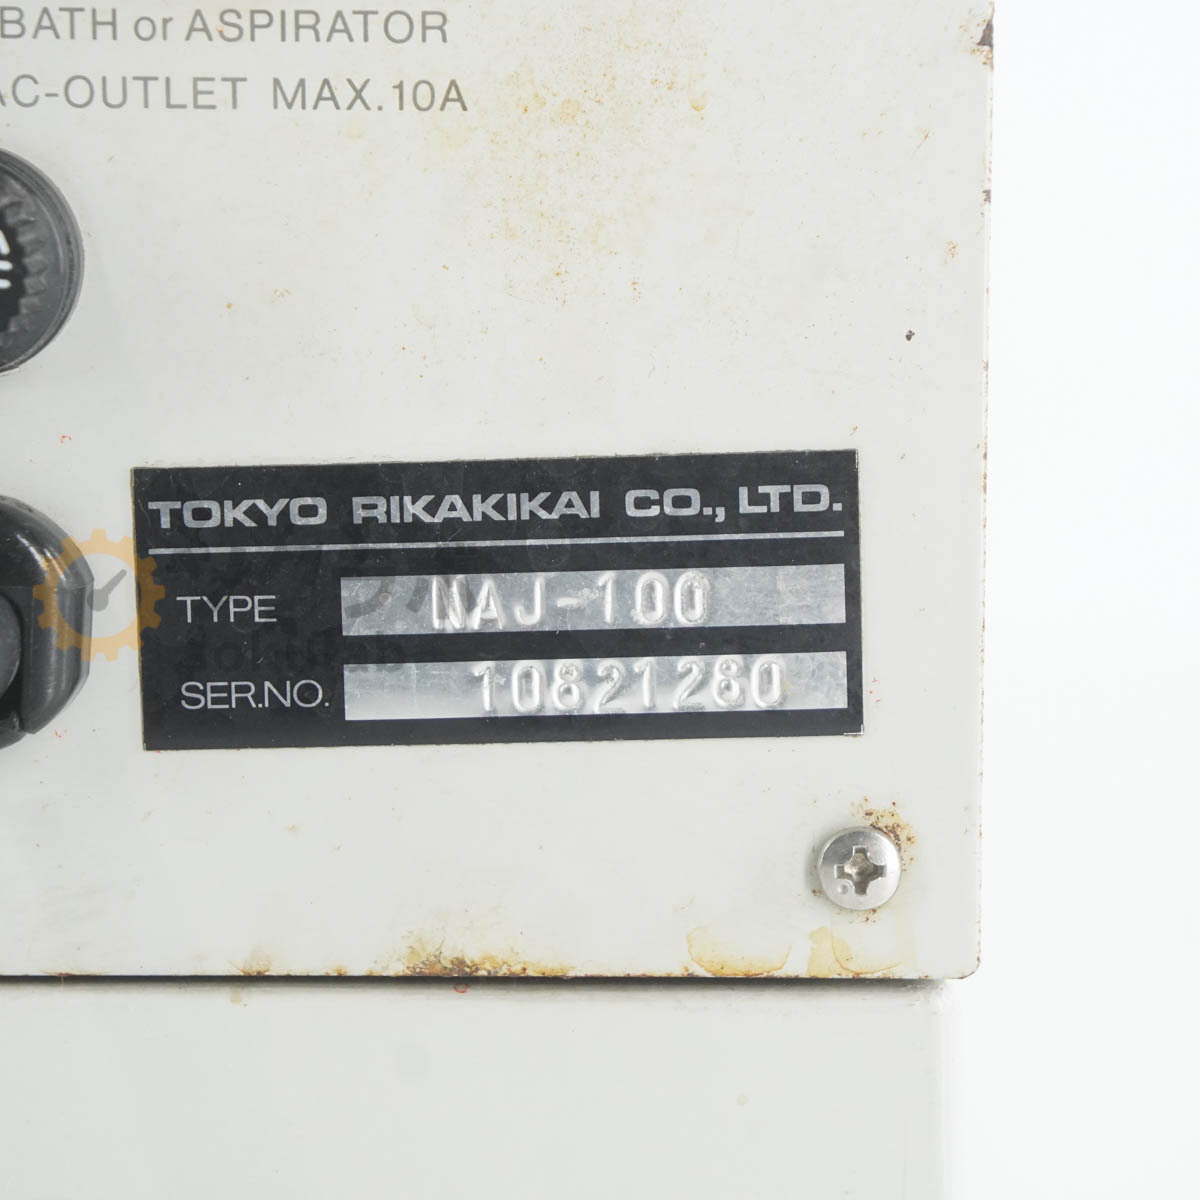 BATH or ASPIRATOR
AC-OUTLET MAX.10A
TOKYO RIKAKIKAI CO., LTD.
TYPE NAJ-100
SER.NO. 10821280